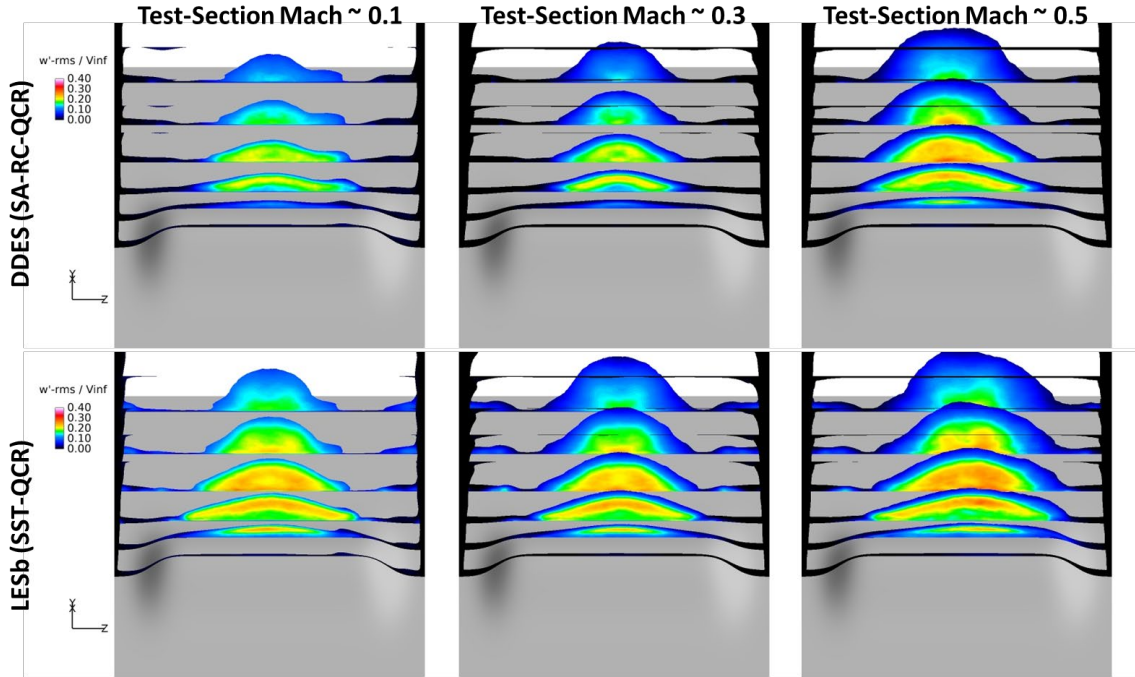 Test-Section Mach ~ 0.1
Test-Section Mach ~ 0.3
Test-Section Mach ~ 0.5
DDES (SA-RC-QCR)
w'-rms / Vinf
0.40
0.30
0.20
0.10
0.00
Y
X
Z
LESb (SST-QCR)
w'-rms / Vinf
0.40
0.30
0.20
0.10
0.00
Y
X
Z